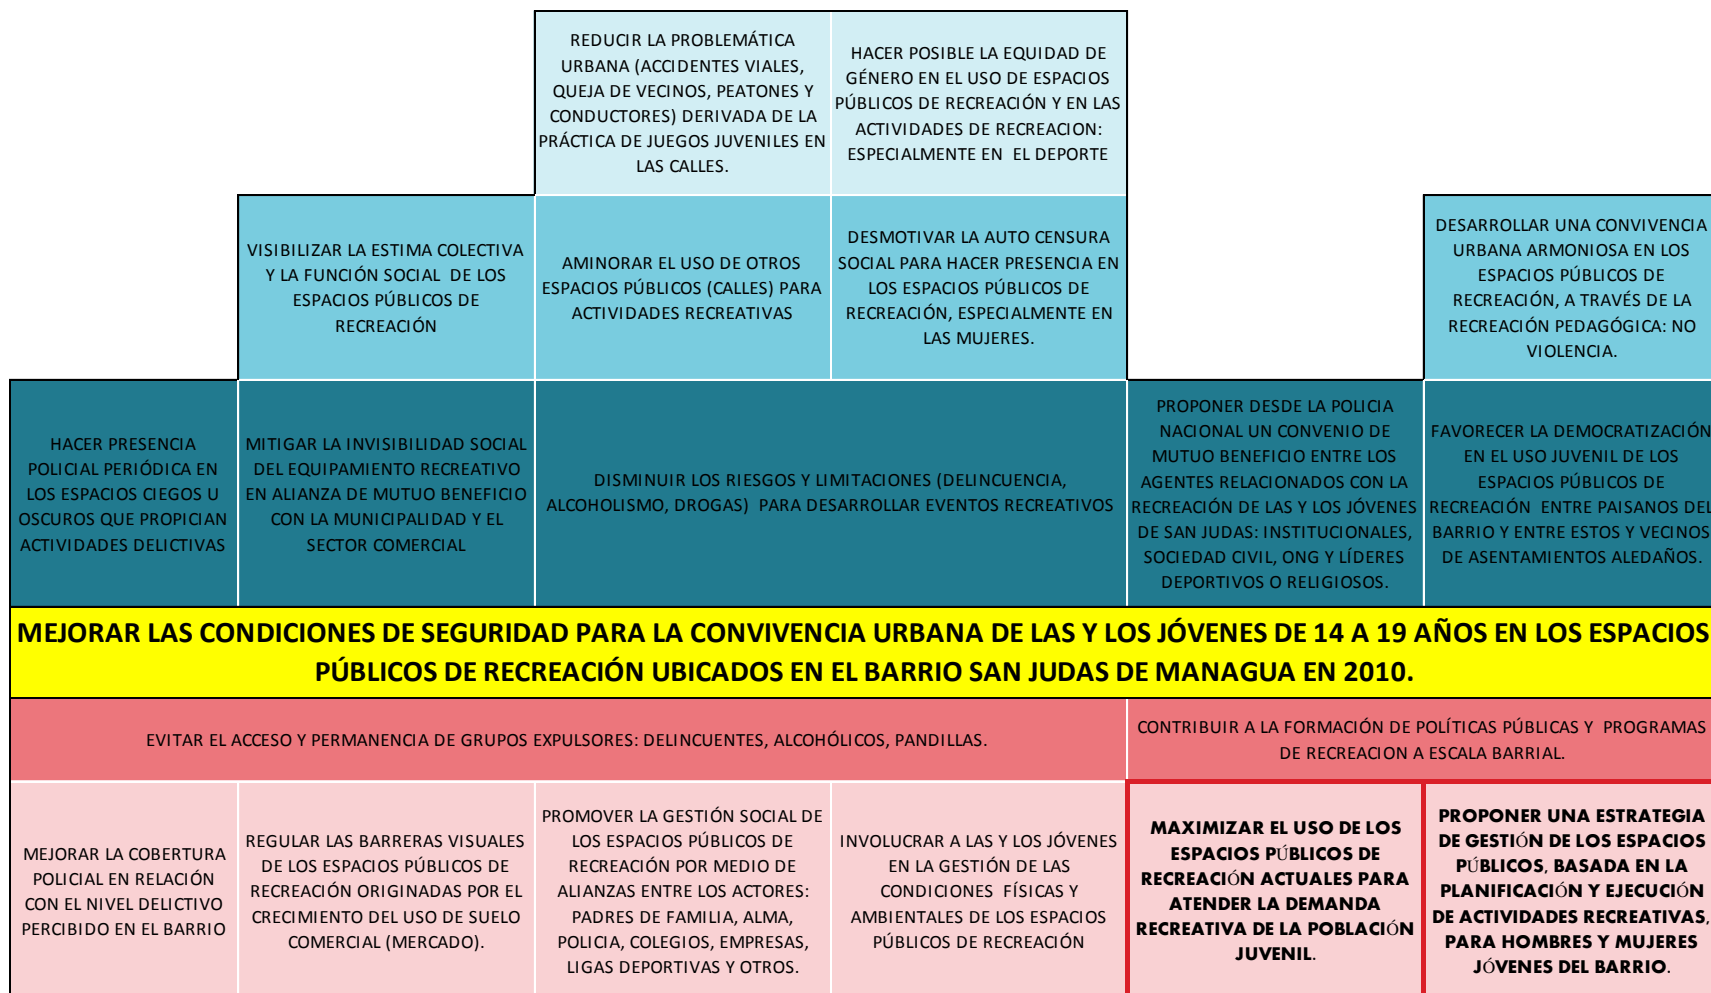 REDUCIR LA PROBLEMÁTICA
URBANA (ACCIDENTES VIALES,
QUEJA DE VECINOS, PEATONES Y
CONDUCTORES) DERIVADA DE LA
PRÁCTICA DE JUEGOS JUVENILES EN
LAS CALLES.
HACER POSIBLE LA EQUIDAD DE
GÉNERO EN EL USO DE ESPACIOS
PÚBLICOS DE RECREACIÓN Y EN LAS
ACTIVIDADES DE RECREACION:
ESPECIALMENTE EN EL DEPORTE
VISIBILIZAR LA ESTIMA COLECTIVA
Y LA FUNCIÓN SOCIAL DE LOS
ESPACIOS PÚBLICOS DE
RECREACIÓN
AMINORAR EL USO DE OTROS
ESPACIOS PÚBLICOS (CALLES) PARA
ACTIVIDADES RECREATIVAS
DESMOTIVAR LA AUTO CENSURA
SOCIAL PARA HACER PRESENCIA EN
LOS ESPACIOS PÚBLICOS DE
RECREACIÓN, ESPECIALMENTE EN
LAS MUJERES.
DESARROLLAR UNA CONVIVENCIA
URBANA ARMONIOSA EN LOS
ESPACIOS PÚBLICOS DE
RECREACIÓN, A TRAVÉS DE LA
RECREACIÓN PEDAGÓGICA: NO
VIOLENCIA.
HACER PRESENCIA
POLICIAL PERIÓDICA EN
LOS ESPACIOS CIEGOS U
OSCUROS QUE PROPICIAN
ACTIVIDADES DELICTIVAS
MITIGAR LA INVISIBILIDAD SOCIAL
DEL EQUIPAMIENTO RECREATIVO
EN ALIANZA DE MUTUO BENEFICIO
CON LA MUNICIPALIDAD Y EL
SECTOR COMERCIAL
DISMINUIR LOS RIESGOS Y LIMITACIONES (DELINCUENCIA,
ALCOHOLISMO, DROGAS) PARA DESARROLLAR EVENTOS RECREATIVOS
PROPONER DESDE LA POLICIA
NACIONAL UN CONVENIO DE
MUTUO BENEFICIO ENTRE LOS
AGENTES RELACIONADOS CON LA
RECREACIÓN DE LAS Y LOS JÓVENES
DE SAN JUDAS: INSTITUCIONALES,
SOCIEDAD CIVIL, ONG Y LÍDERES
DEPORTIVOS O RELIGIOSOS.
FAVORECER LA DEMOCRATIZACIÓN
EN EL USO JUVENIL DE LOS
ESPACIOS PÚBLICOS DE
RECREACIÓN ENTRE PAISANOS DEL
BARRIO Y ENTRE ESTOS Y VECINOS
DE ASENTAMIENTOS ALEDAÑOS.
MEJORAR LAS CONDICIONES DE SEGURIDAD PARA LA CONVIVENCIA URBANA DE LAS Y LOS JÓVENES DE 14 A 19 AÑOS EN LOS ESPACIOS
PÚBLICOS DE RECREACIÓN UBICADOS EN EL BARRIO SAN JUDAS DE MANAGUA EN 2010.
EVITAR EL ACCESO Y PERMANENCIA DE GRUPOS EXPULSORES: DELINCUENTES, ALCOHÓLICOS, PANDILLAS.
CONTRIBUIR A LA FORMACIÓN DE POLÍTICAS PÚBLICAS Y PROGRAMAS
DE RECREACION A ESCALA BARRIAL.
MEJORAR LA COBERTURA
POLICIAL EN RELACIÓN
CON EL NIVEL DELICTIVO
PERCIBIDO EN EL BARRIO
REGULAR LAS BARRERAS VISUALES
DE LOS ESPACIOS PÚBLICOS DE
RECREACIÓN ORIGINADAS POR EL
CRECIMIENTO DEL USO DE SUELO
COMERCIAL (MERCADO).
PROMOVER LA GESTIÓN SOCIAL DE
LOS ESPACIOS PÚBLICOS DE
RECREACIÓN POR MEDIO DE
ALIANZAS ENTRE LOS ACTORES:
PADRES DE FAMILIA, ALMA,
POLICIA, COLEGIOS, EMPRESAS,
LIGAS DEPORTIVAS Y OTROS.
INVOLUCRAR A LAS Y LOS JÓVENES
EN LA GESTIÓN DE LAS
CONDICIONES FÍSICAS Y
AMBIENTALES DE LOS ESPACIOS
PÚBLICOS DE RECREACIÓN
MAXIMIZAR EL USO DE LOS
ESPACIOS PÚBLICOS DE
RECREACIÓN ACTUALES PARA
ATENDER LA DEMANDA
RECREATIVA DE LA POBLACIÓN
JUVENIL.
PROPONER UNA ESTRATEGIA
DE GESTIÓN DE LOS ESPACIOS
PÚBLICOS, BASADA EN LA
PLANIFICACIÓN Y EJECUCIÓN
DE ACTIVIDADES RECREATIVAS,
PARA HOMBRES Y MUJERES
JÓVENES DEL BARRIO.